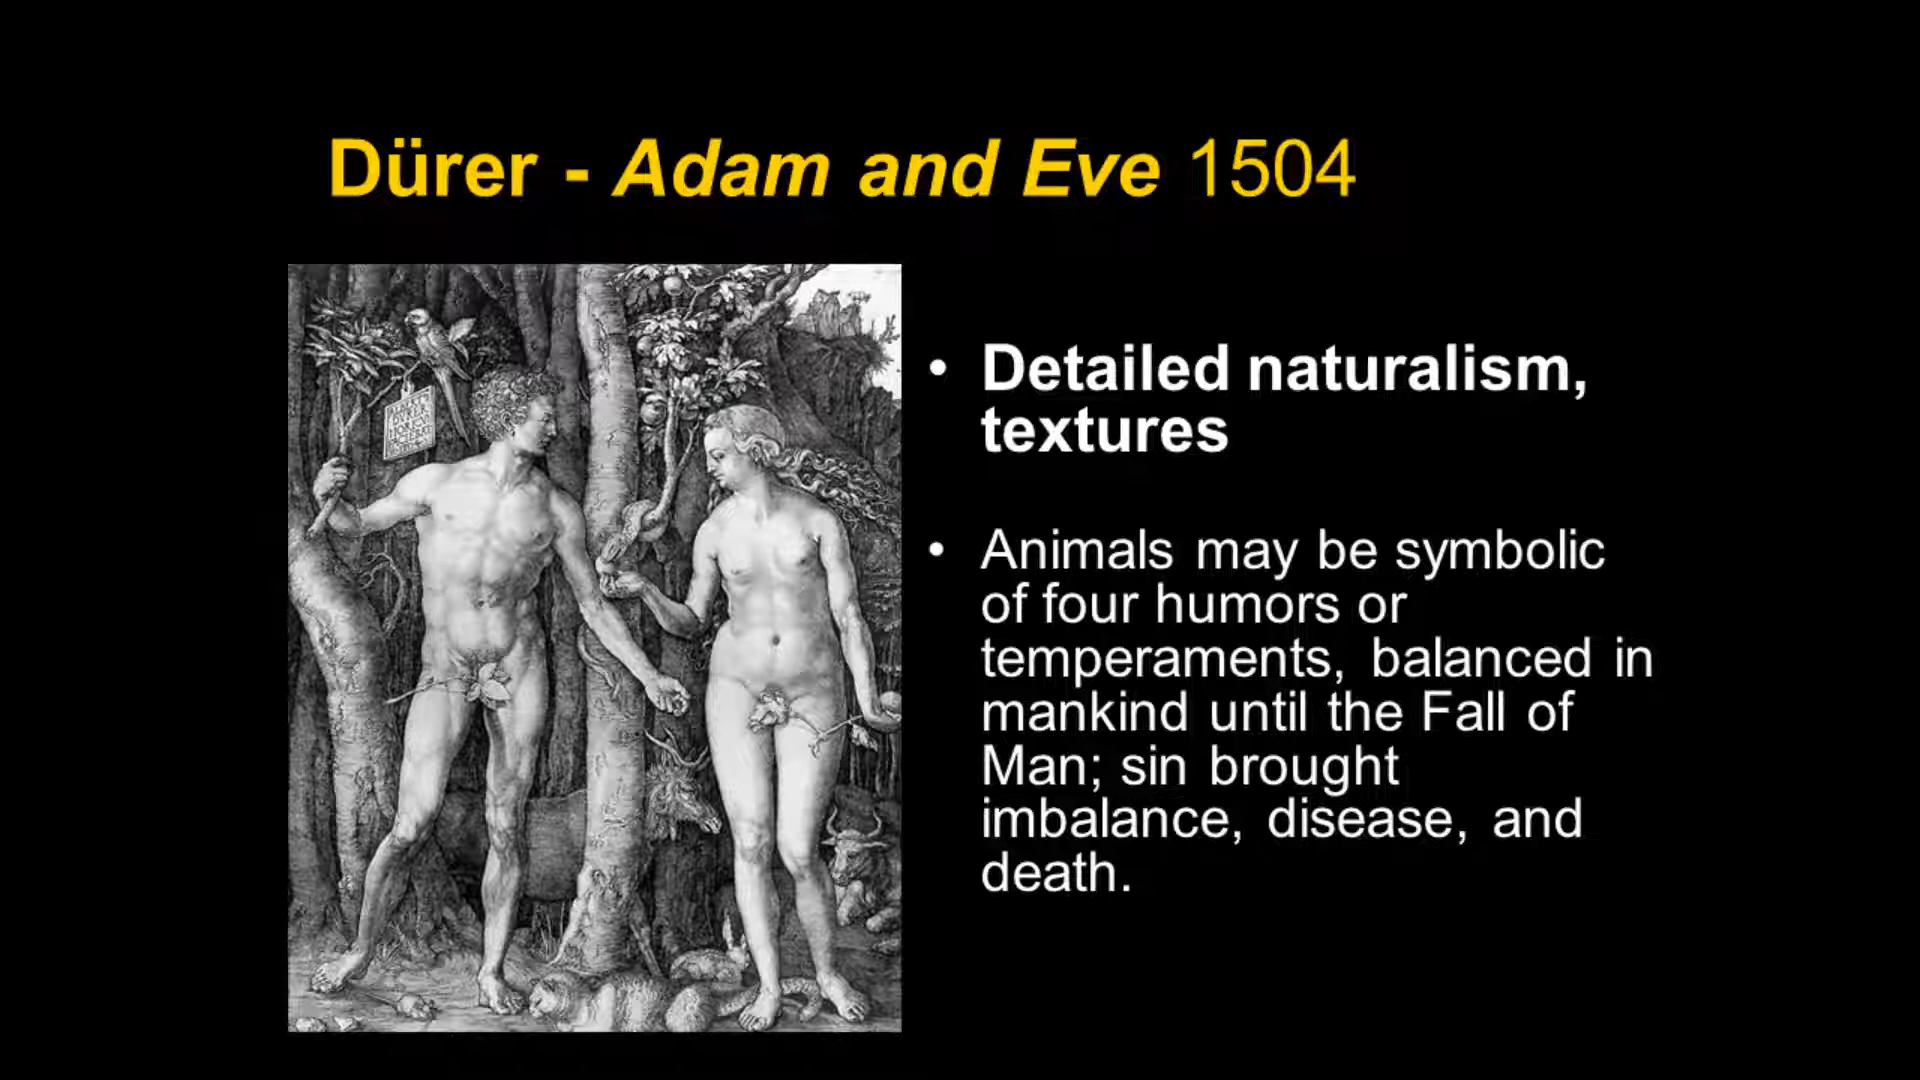 Dürer - Adam and Eve 1504
• Detailed naturalism,
textures
• Animals may be symbolic
of four humors or
temperaments, balanced in
mankind until the Fall of
Man; sin brought
imbalance, disease, and
death.